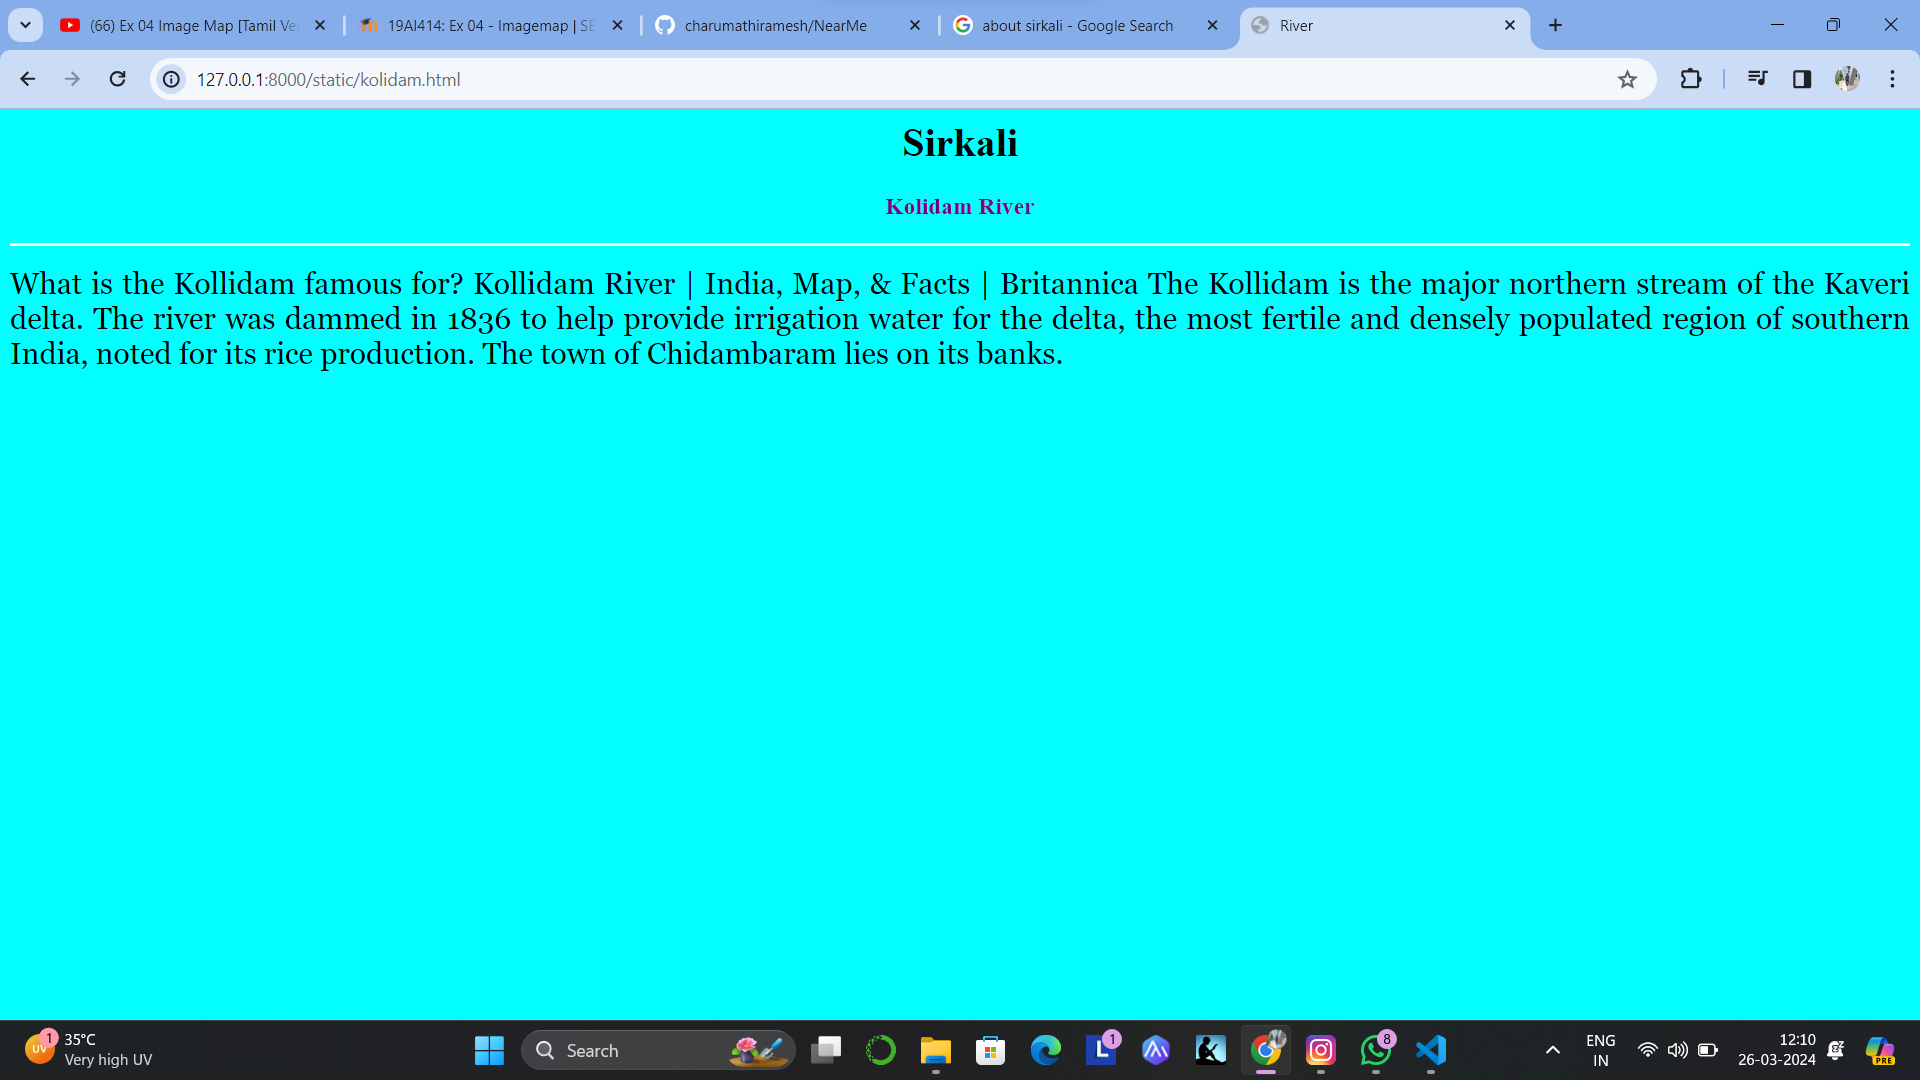 (66) Ex 04 Image Map [Tamil Ve
19AI414: Ex 04 - Imagemap | SE
charumathiramesh/NearMe
about sirkali - Google Search
River
127.0.0.1:8000/static/kolidam.html
Sirkali
Kolidam River
What is the Kollidam famous for? Kollidam River | India, Map, & Facts | Britannica The Kollidam is the major northern stream of the Kaveri
delta. The river was dammed in 1836 to help provide irrigation water for the delta, the most fertile and densely populated region of southern
India, noted for its rice production. The town of Chidambaram lies on its banks.
UV
1
35°C
Very high UV
Search
L
1
8
ENG
IN
12:10
26-03-2024
PRE